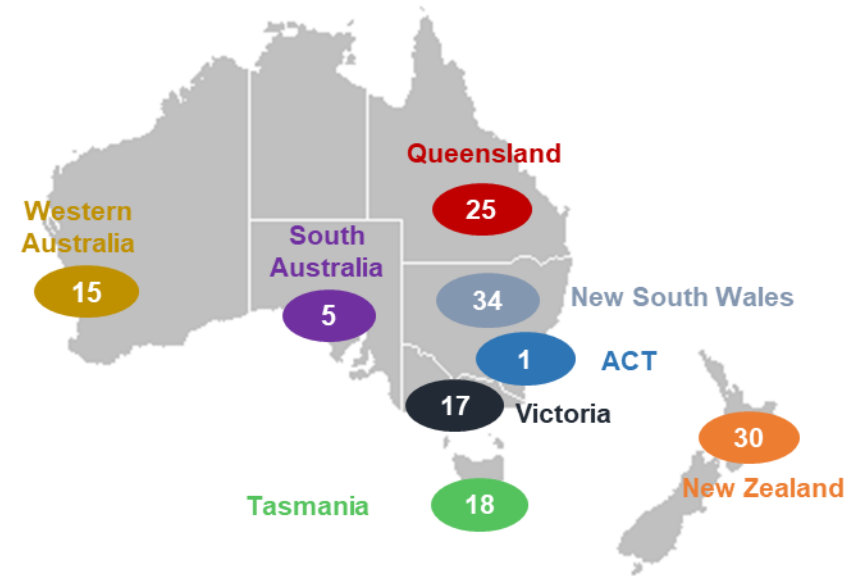 Queensland
25
Western
Australia
15
South
Australia
5
34
New South Wales
1
ACT
17
Victoria
30
New Zealand
Tasmania
18